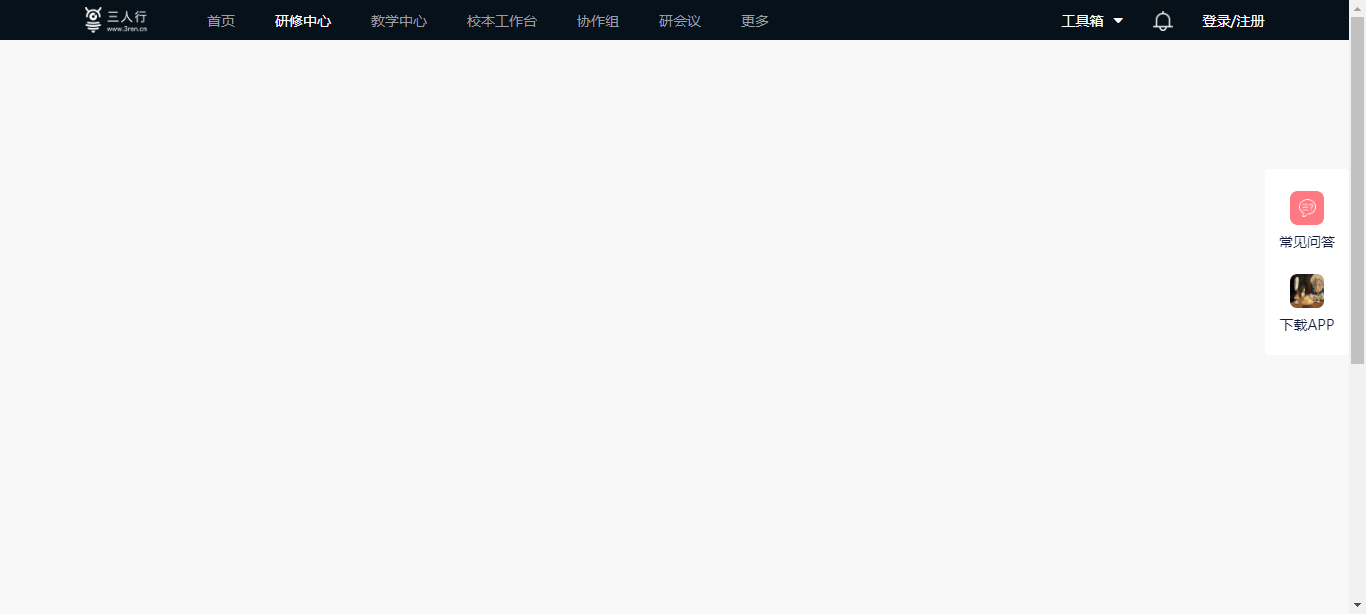 三人行
www.3ren.cn
首页 研修中心 教学中心 校本工作台 协作组 研会议 更多 工具箱 登录/注册
常见问答
下载APP